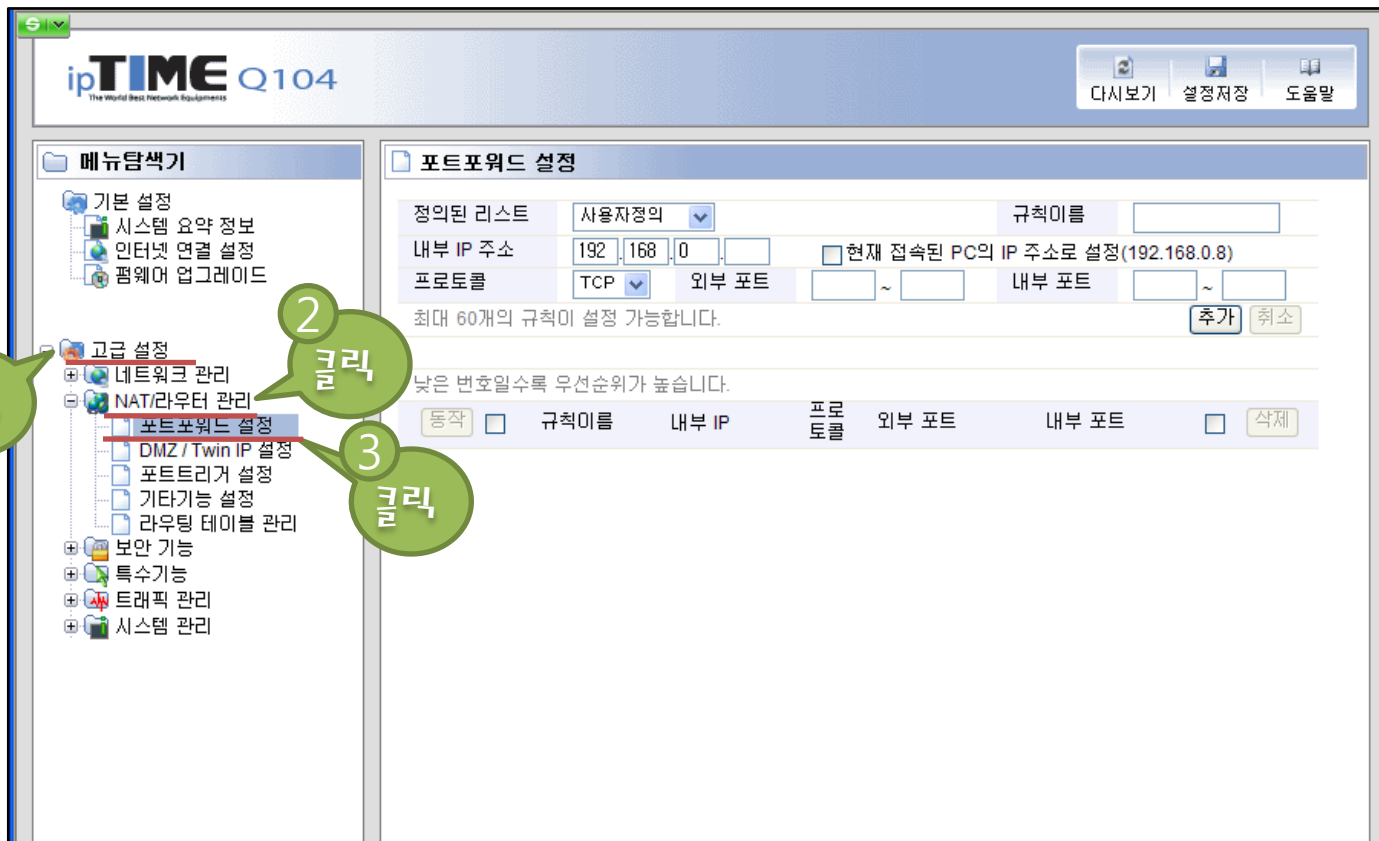 ipTIME Q104
The World Best Network Equipments
다시보기 설정저장 도움말
메뉴탐색기
기본 설정
시스템 요약 정보
인터넷 연결 설정
펌웨어 업그레이드
고급 설정
네트워크 관리
NAT/라우터 관리
포트포워드 설정
DMZ / Twin IP 설정
포트트리거 설정
기타기능 설정
라우팅 테이블 관리
보안 기능
특수기능
트래픽 관리
시스템 관리
2
클릭
3
클릭
포트포워드 설정
정의된 리스트 사용자정의 규칙이름
내부 IP 주소 192 . 168 . 0 . 현재 접속된 PC의 IP 주소로 설정(192.168.0.8)
프로토콜 TCP 외부 포트 ~ 내부 포트 ~
최대 60개의 규칙이 설정 가능합니다. 추가 취소
낮은 번호일수록 우선순위가 높습니다.
동작 규칙이름 내부 IP 프로토콜 외부 포트 내부 포트 삭제